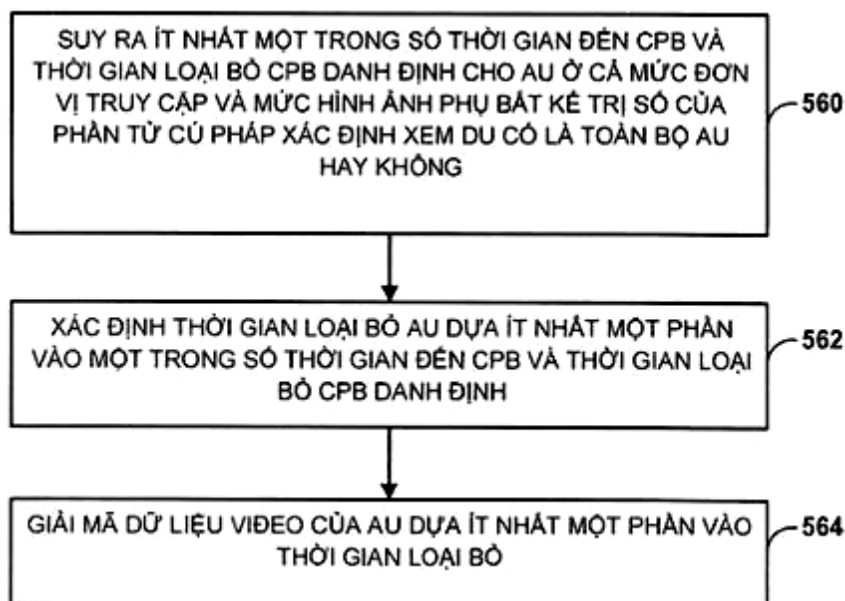 SUY RA ÍT NHẤT MỘT TRONG SỐ THỜI GIAN ĐẾN CPB VÀ
THỜI GIAN LOẠI BỎ CPB DANH ĐỊNH CHO AU Ở CẢ MỨC ĐƠN
VỊ TRUY CẬP VÀ MỨC HÌNH ẢNH PHỤ BẤT KỂ TRỊ SỐ CỦA
PHẦN TỬ CÚ PHÁP XÁC ĐỊNH XEM DU CÓ LÀ TOÀN BỘ AU
HAY KHÔNG
560
XÁC ĐỊNH THỜI GIAN LOẠI BỎ AU DỰA ÍT NHẤT MỘT PHẦN
VÀO MỘT TRONG SỐ THỜI GIAN ĐẾN CPB VÀ THỜI GIAN LOẠI
BỎ CPB DANH ĐỊNH
562
GIẢI MÃ DỮ LIỆU VIĐEO CỦA AU DỰA ÍT NHẤT MỘT PHẦN VÀO
THỜI GIAN LOẠI BỎ
564